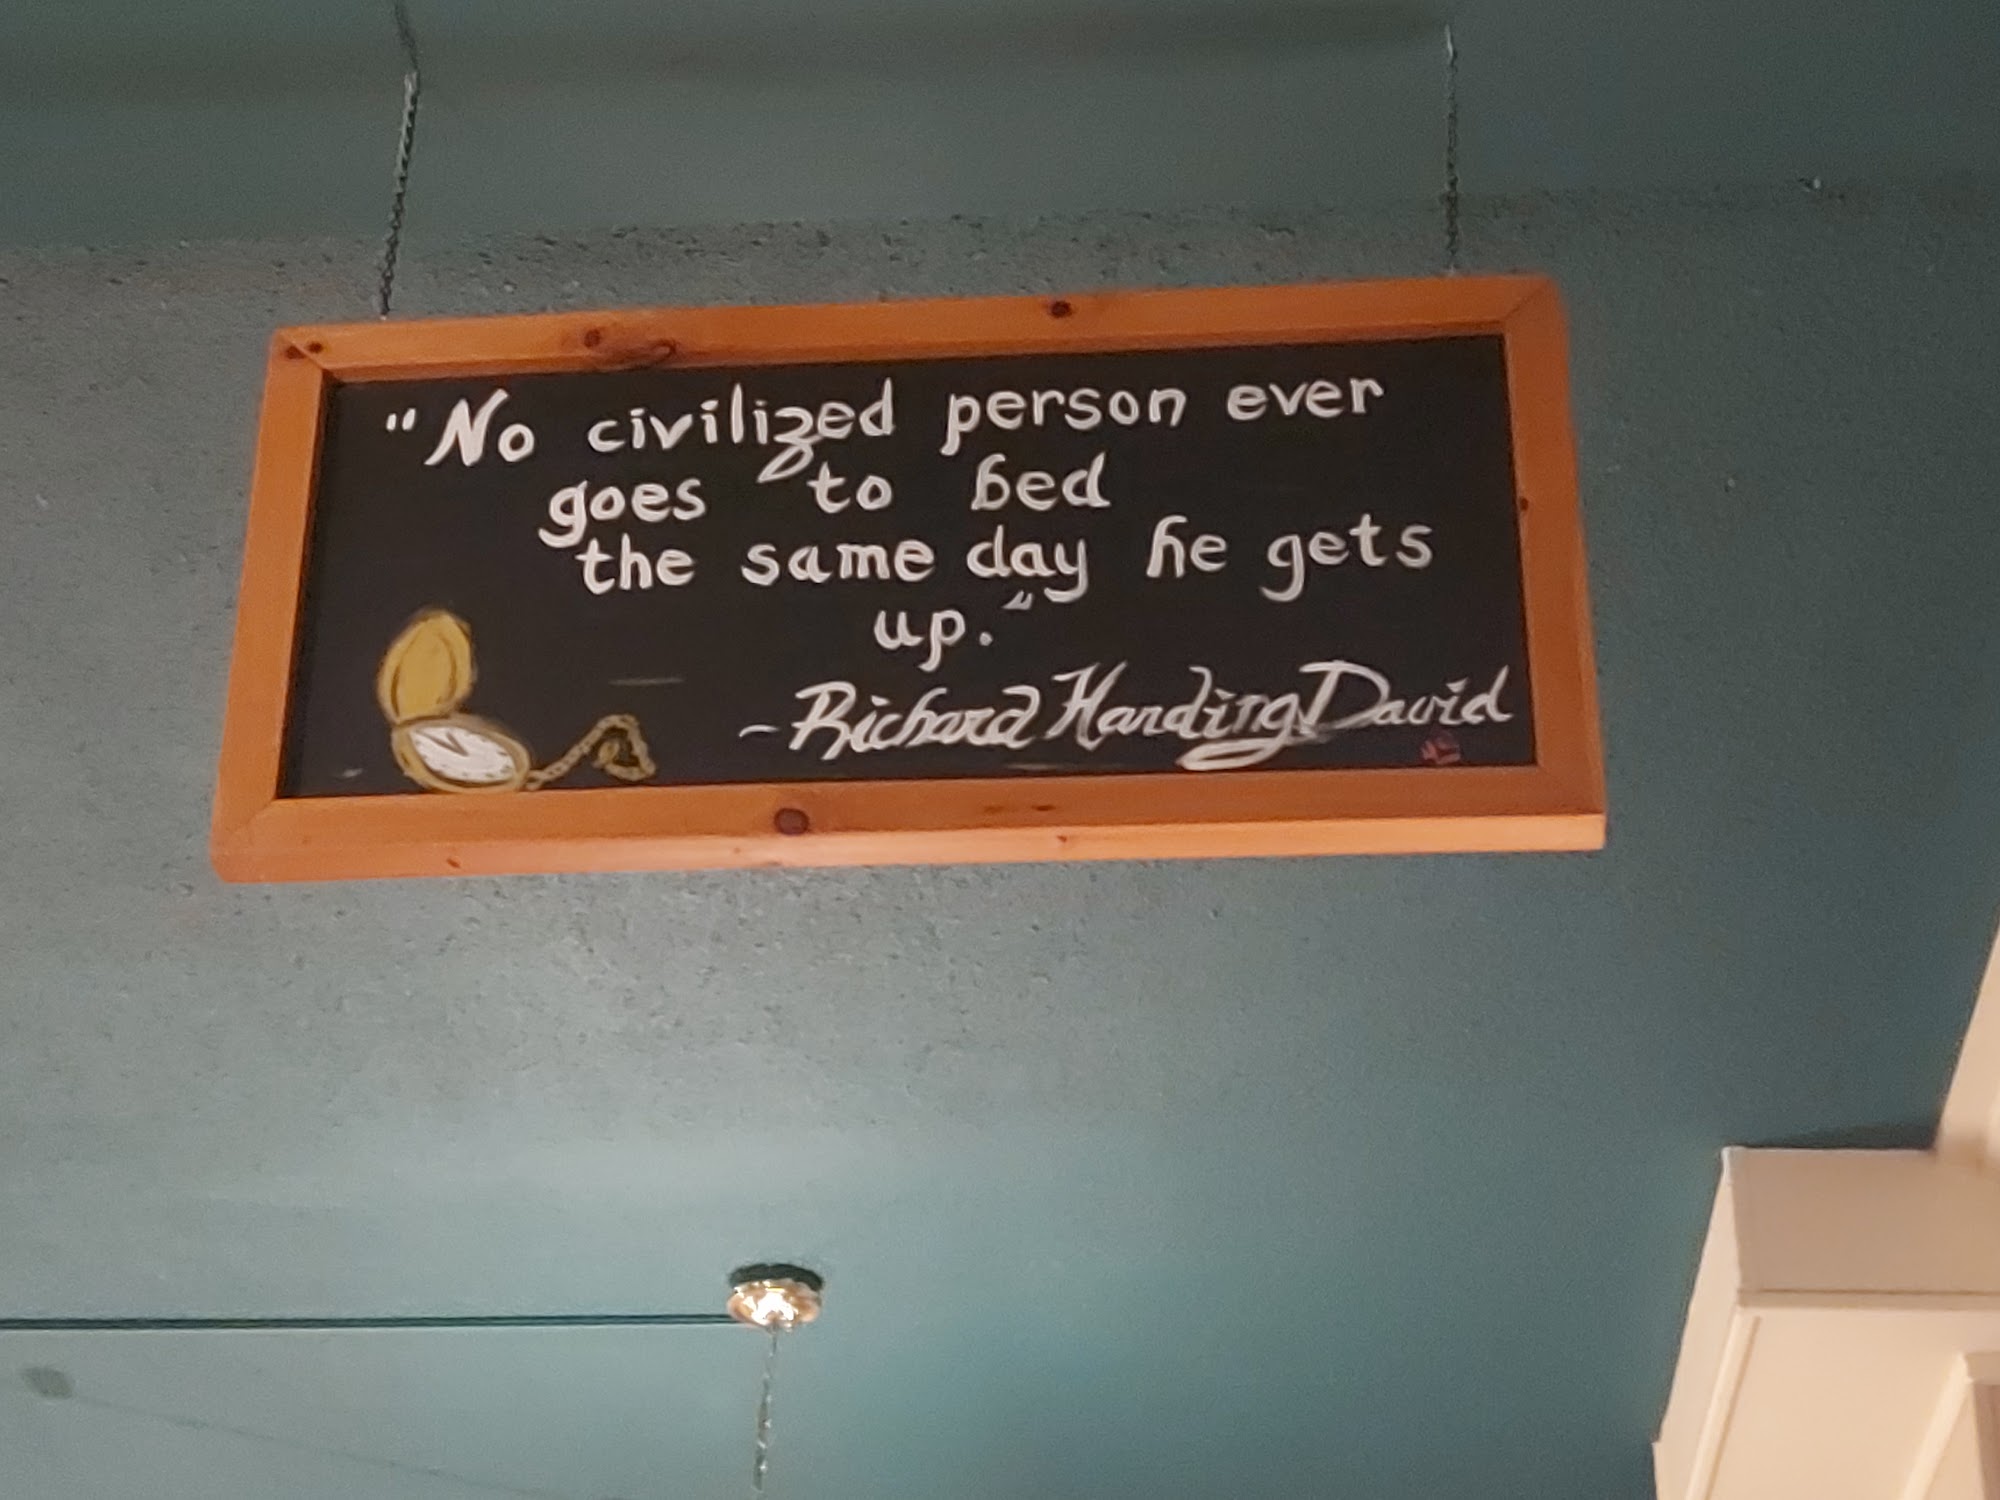 "No civilized person ever
goes to bed
the same day he gets
up."
~Richard Harding David